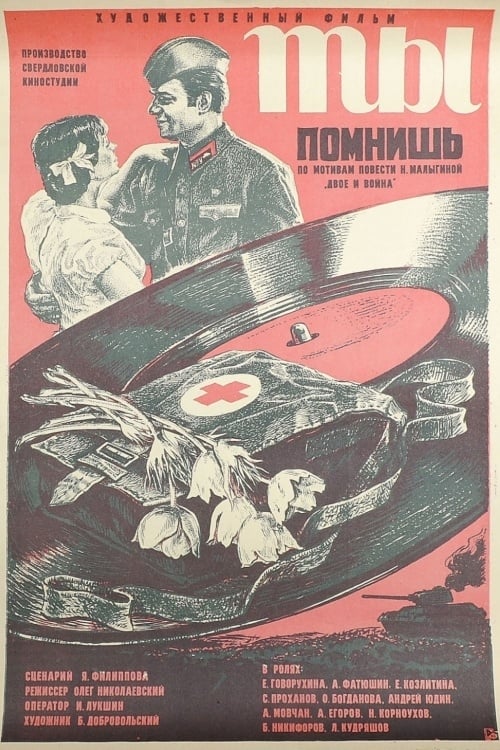 ХУДОЖЕСТВЕННЫЙ ФИЛЬМ
ПРОИЗВОДСТВО
СВЕРДЛОВСКОЙ
КИНОСТУДИИ
ТЫ
ПОМНИШЬ
ПО МОТИВАМ ПОВЕСТИ Н. МАЛЫГИНОЙ
„ДВОЕ И ВОЙНА"
СЦЕНАРИЙ Я. ФИЛИППОВА
РЕЖИССЕР ОЛЕГ НИКОЛАЕВСКИЙ
ОПЕРАТОР И. ЛУКШИН
ХУДОЖНИК Б. ДОБРОВОЛЬСКИЙ
В РОЛЯХ:
Е. ГОВОРУХИНА, А. ФАТЮШИН, Е. КОЗЛИТИНА,
С. ПРОХАНОВ, О. БОГДАНОВА, АНДРЕЙ ЮДИН,
А. МОВЧАН, А. ЕГОРОВ, Н. КОРНОУХОВ,
Б. НИКИФОРОВ, Л. КУДРЯШОВ